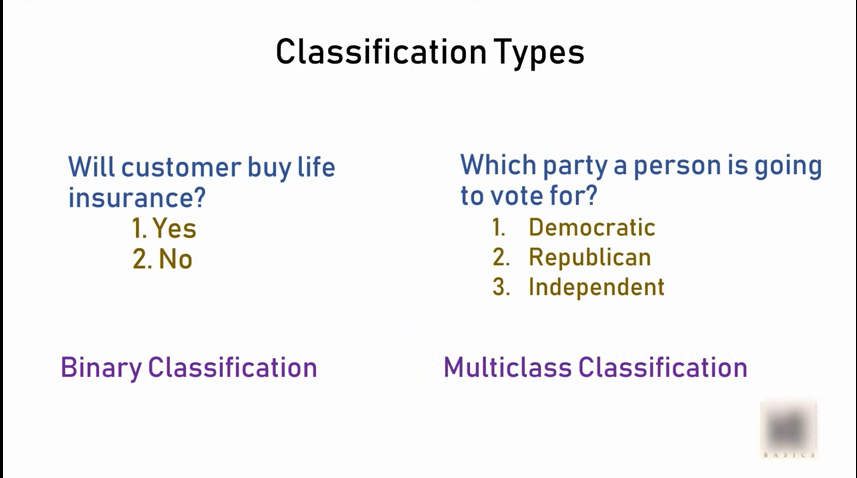 Classification Types
Will customer buy life
insurance?
1. Yes
2. No
Which party a person is going
to vote for?
1. Democratic
2. Republican
3. Independent
Binary Classification
Multiclass Classification
BASICS